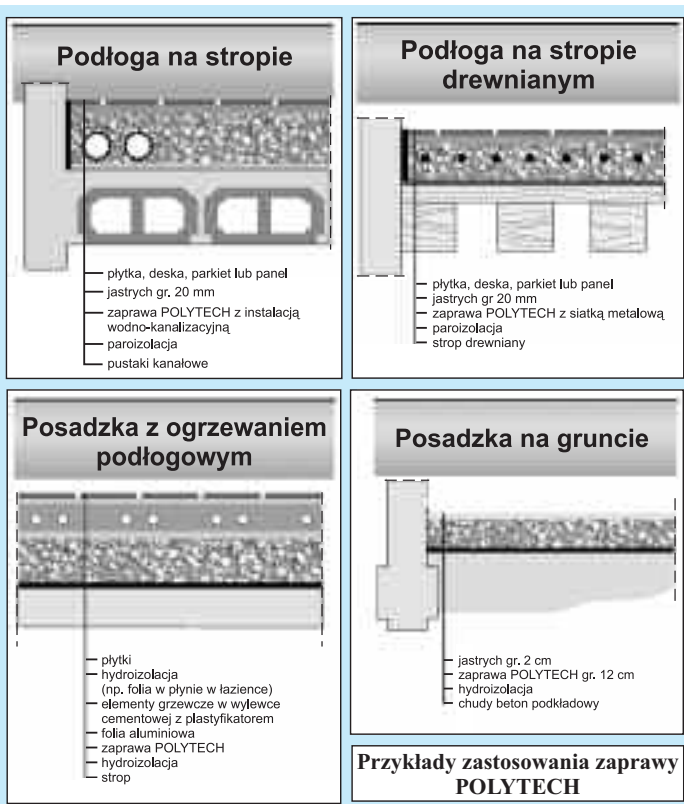 Podłoga na stropie
płytka, deska, parkiet lub panel
jastrych gr. 20 mm
zaprawa POLYTECH z instalacją
wodno-kanalizacyjną
paroizolacja
pustaki kanałowe
Podłoga na stropie
drewnianym
płytka, deska, parkiet lub panel
jastrych gr 20 mm
zaprawa POLYTECH z siatką metalową
paroizolacja
strop drewniany
Posadzka z ogrzewaniem
podłogowym
płytki
hydroizolacja
(np. folia w płynie w łazience)
elementy grzewcze w wylewce
cementowej z plastyfikatorem
folia aluminiowa
zaprawa POLYTECH
hydroizolacja
strop
Posadzka na gruncie
jastrych gr. 2 cm
zaprawa POLYTECH gr. 12 cm
hydroizolacja
chudy beton podkładowy
Przykłady zastosowania zaprawy
POLYTECH